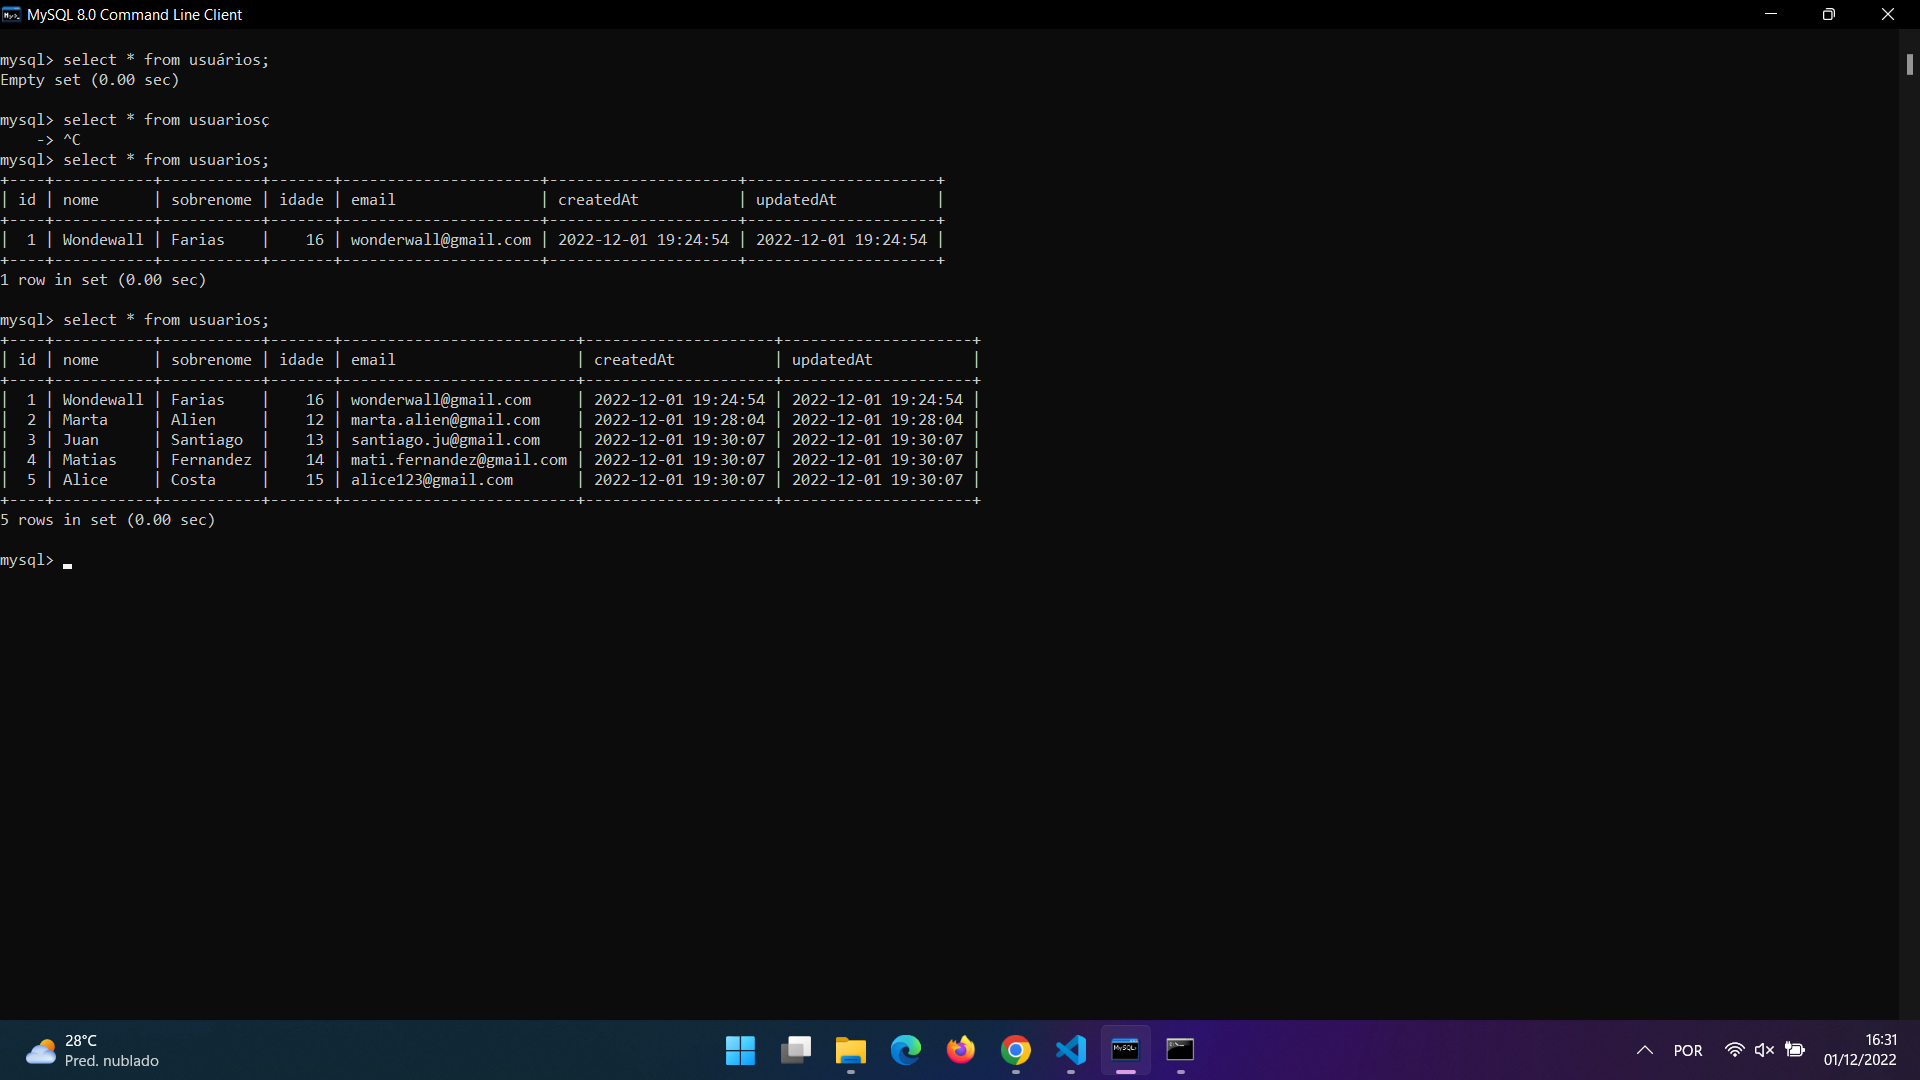 MySQL 8.0 Command Line Client
mysql> select * from usuários;
Empty set (0.00 sec)
mysql> select * from usuariosç
    -> ^C
mysql> select * from usuarios;
+----+-----------+-----------+-------+----------------------+---------------------+---------------------+
| id | nome      | sobrenome | idade | email                | createdAt           | updatedAt           |
+----+-----------+-----------+-------+----------------------+---------------------+---------------------+
|  1 | Wondewall | Farias    |    16 | wonderwall@gmail.com | 2022-12-01 19:24:54 | 2022-12-01 19:24:54 |
+----+-----------+-----------+-------+----------------------+---------------------+---------------------+
1 row in set (0.00 sec)
mysql> select * from usuarios;
+----+-----------+-----------+-------+--------------------------+---------------------+---------------------+
| id | nome      | sobrenome | idade | email                    | createdAt           | updatedAt           |
+----+-----------+-----------+-------+--------------------------+---------------------+---------------------+
|  1 | Wondewall | Farias    |    16 | wonderwall@gmail.com     | 2022-12-01 19:24:54 | 2022-12-01 19:24:54 |
|  2 | Marta     | Alien     |    12 | marta.alien@gmail.com    | 2022-12-01 19:28:04 | 2022-12-01 19:28:04 |
|  3 | Juan      | Santiago  |    13 | santiago.ju@gmail.com    | 2022-12-01 19:30:07 | 2022-12-01 19:30:07 |
|  4 | Matias    | Fernandez |    14 | mati.fernandez@gmail.com | 2022-12-01 19:30:07 | 2022-12-01 19:30:07 |
|  5 | Alice     | Costa     |    15 | alice123@gmail.com       | 2022-12-01 19:30:07 | 2022-12-01 19:30:07 |
+----+-----------+-----------+-------+--------------------------+---------------------+---------------------+
5 rows in set (0.00 sec)
mysql>
28°C
Pred. nublado
MySQL
POR
16:31
01/12/2022